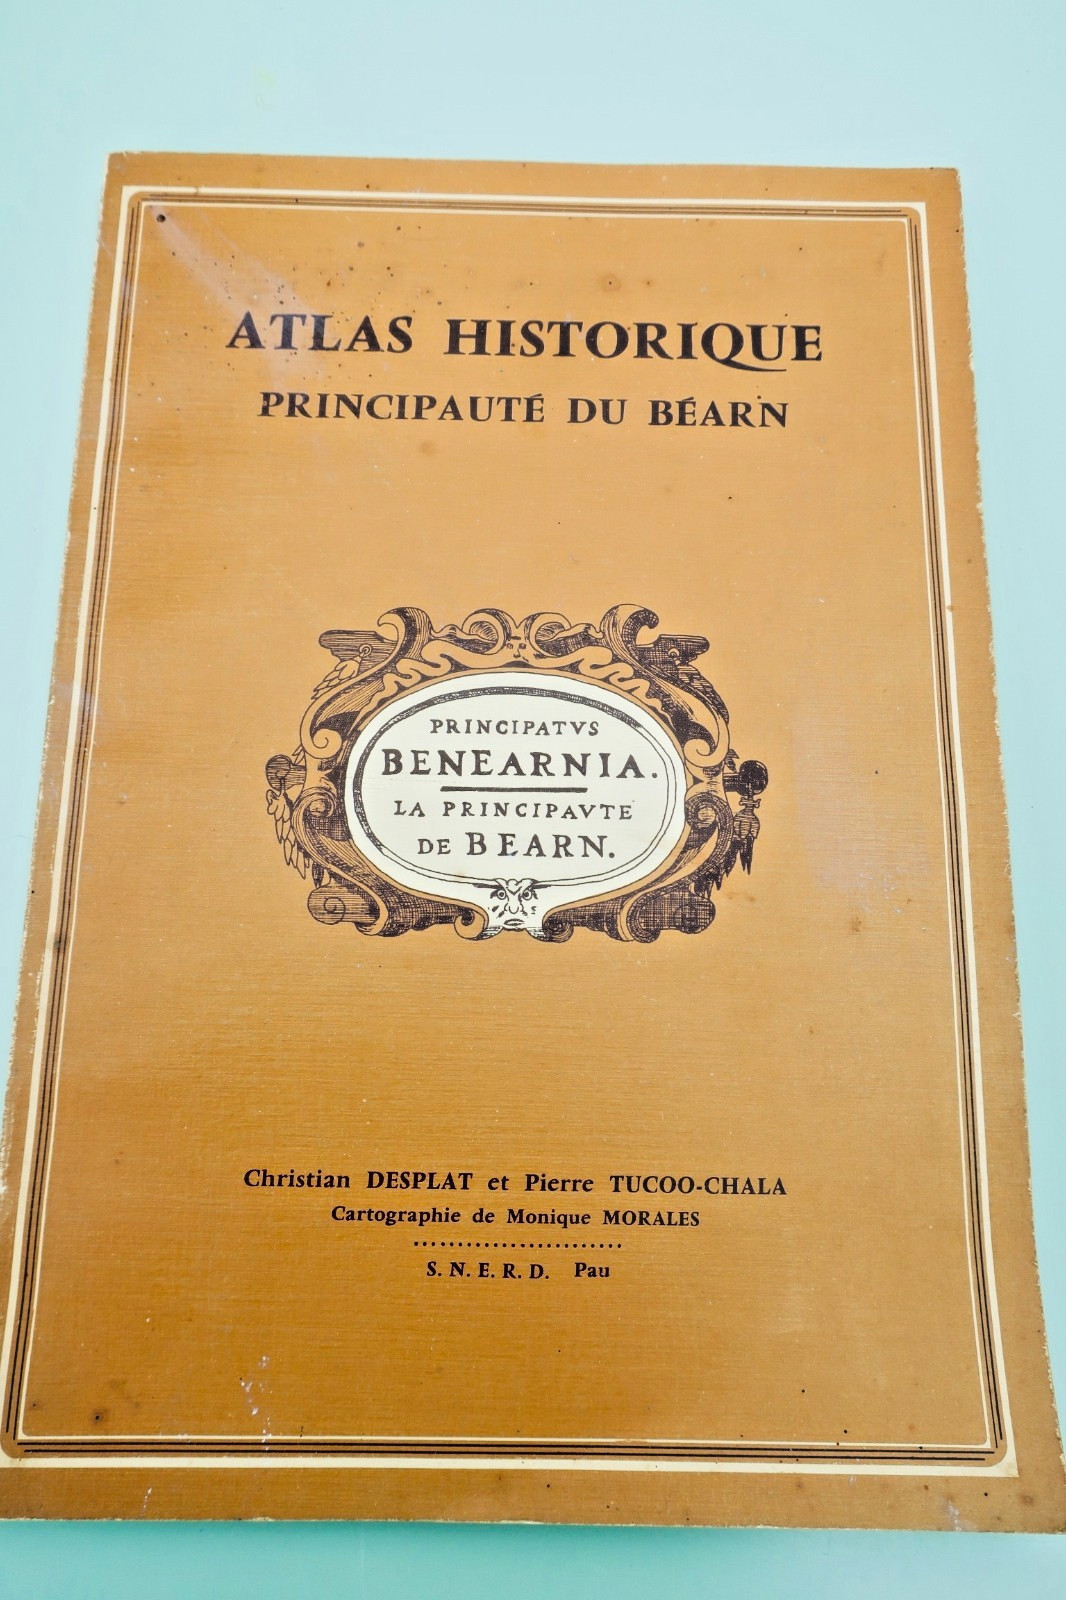 ATLAS HISTORIQUE
PRINCIPAUTÉ DU BÉARN
PRINCIPATVS
BENEARNIA.
LA PRINCIPAVTE
DE BEARN.
Christian DESPLAT et Pierre TUCOO-CHALA
Cartographie de Monique MORALES
S. N. E. R. D. Pau